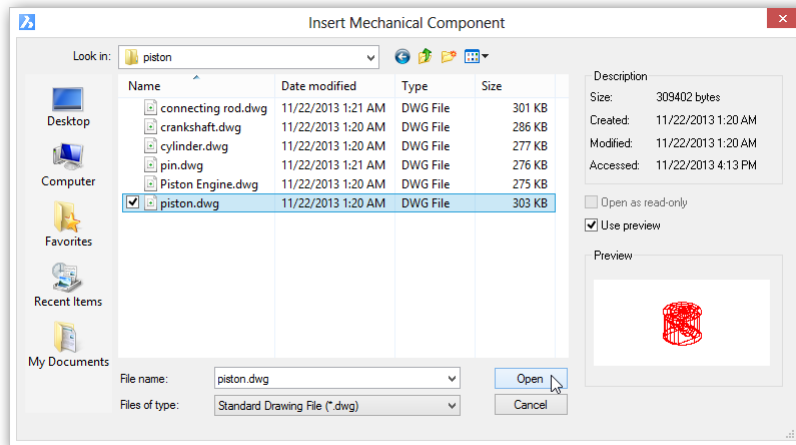 Insert Mechanical Component
Look in: piston
Name Date modified Type Size
connecting rod.dwg 11/22/2013 1:21 AM DWG File 301 KB
crankshaft.dwg 11/22/2013 1:20 AM DWG File 286 KB
cylinder.dwg 11/22/2013 1:20 AM DWG File 277 KB
pin.dwg 11/22/2013 1:21 AM DWG File 276 KB
Piston Engine.dwg 11/22/2013 1:20 AM DWG File 275 KB
piston.dwg 11/22/2013 1:20 AM DWG File 303 KB
Desktop
Computer
Favorites
Recent Items
My Documents
File name: piston.dwg Open
Files of type: Standard Drawing File (*.dwg) Cancel
Description
Size: 309402 bytes
Created: 11/22/2013 1:20 AM
Modified: 11/22/2013 1:20 AM
Accessed: 11/22/2013 4:13 PM
Open as read-only
Use preview
Preview